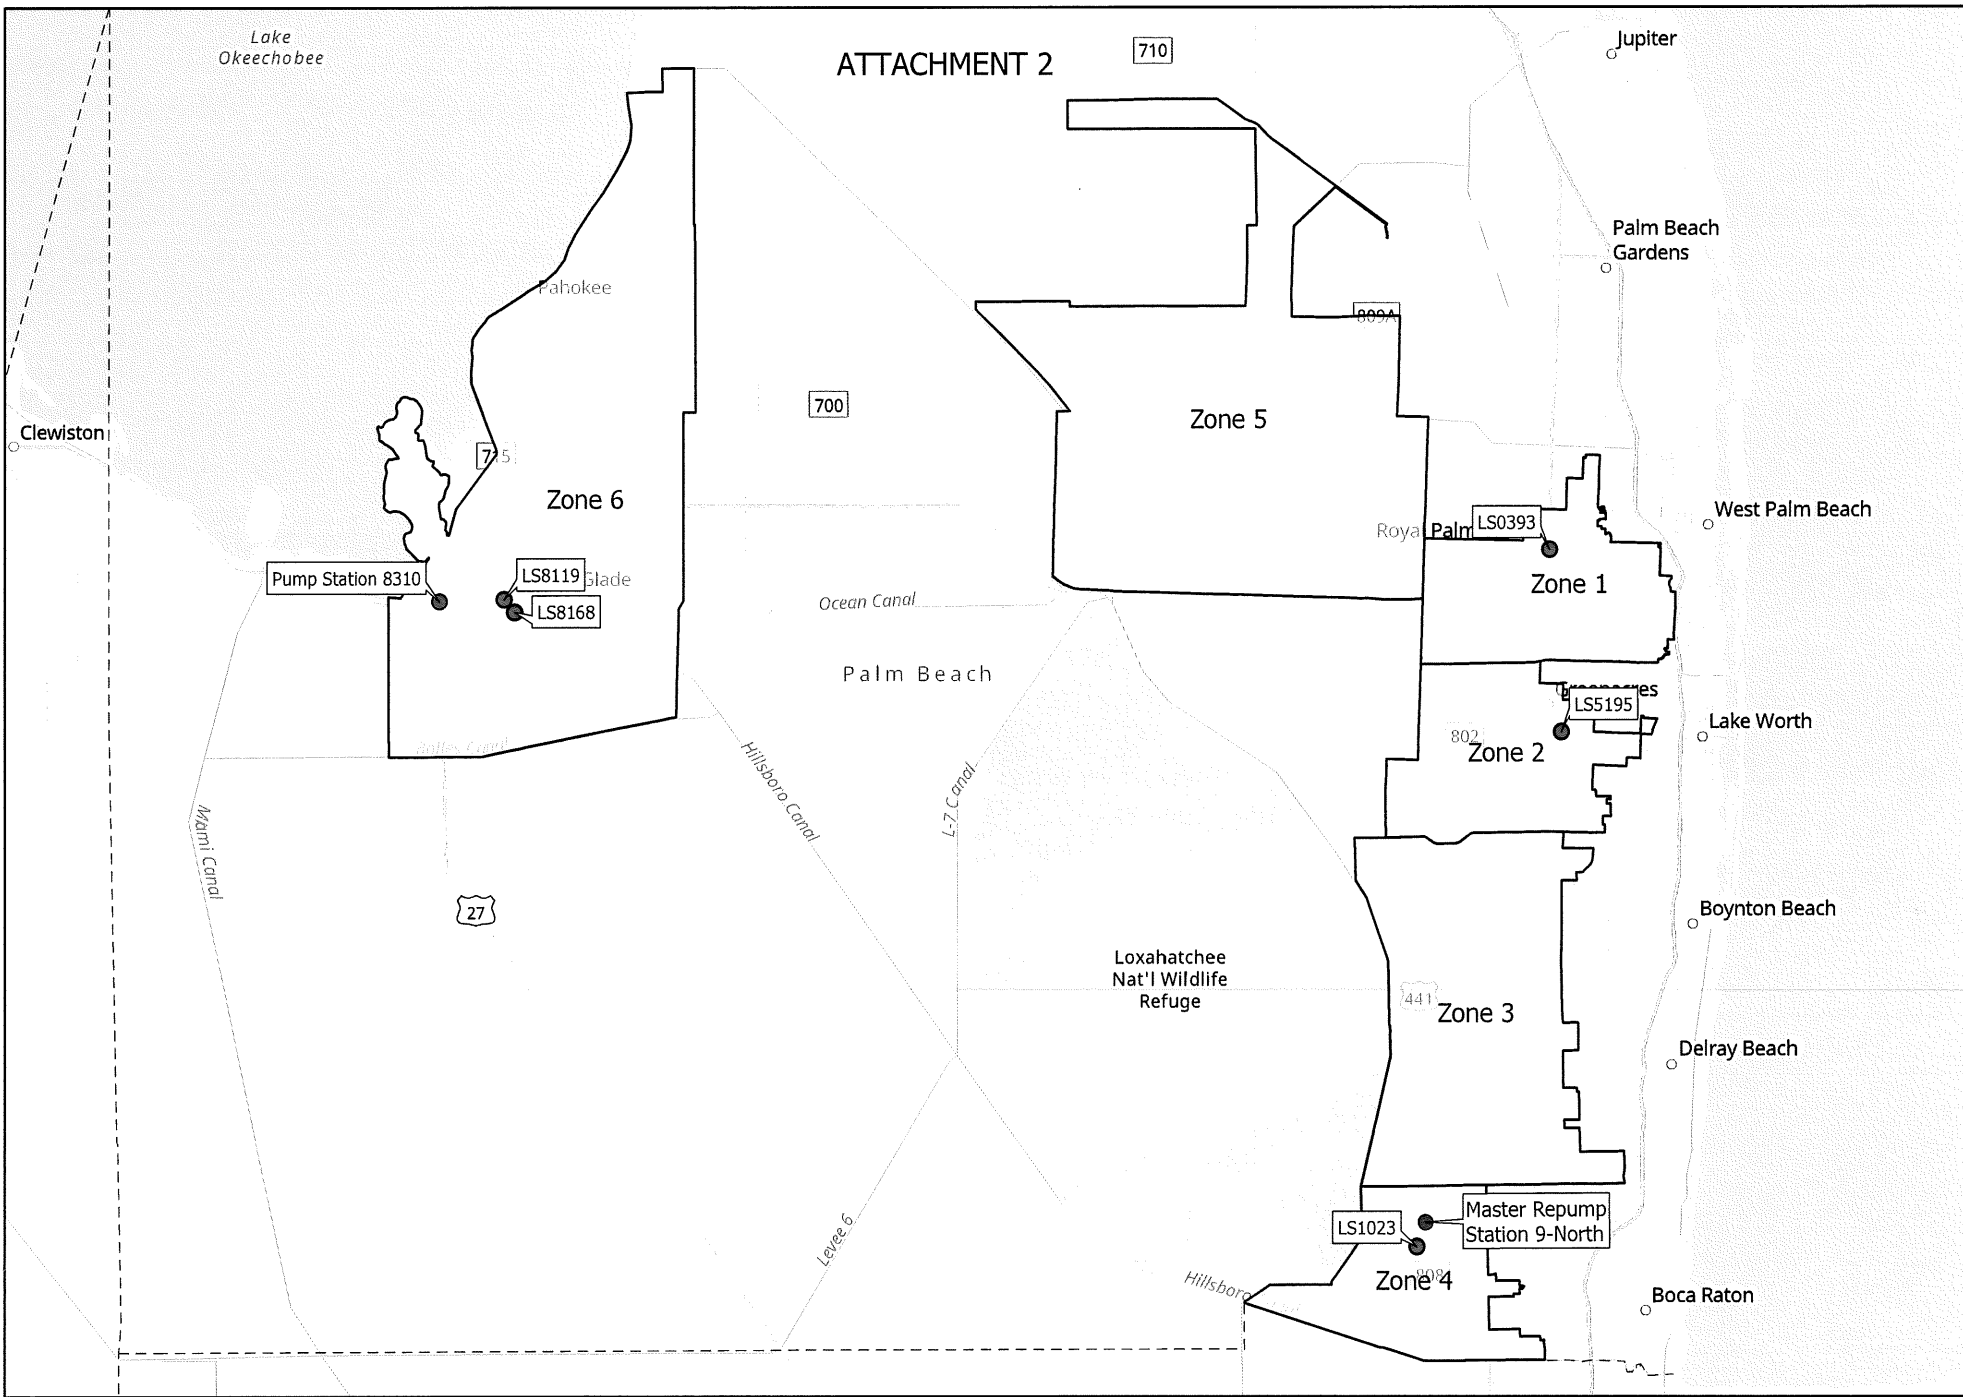 Lake
Okeechobee
ATTACHMENT 2
710
Jupiter
Palm Beach
Gardens
Pahokee
809A
700
Clewiston
715
Zone 5
Zone 6
West Palm Beach
LS0393
Royal Palm
Pump Station 8310
LS8119
Glade
LS8168
Ocean Canal
Zone 1
Palm Beach
Greenacres
LS5195
Lake Worth
802
Zone 2
Bolles Canal
Hillsboro Canal
L-7 Canal
Miami Canal
27
Boynton Beach
Loxahatchee
Nat'l Wildlife
Refuge
441
Zone 3
Delray Beach
Master Repump
Station 9-North
LS1023
Levee 6
Hillsboro
808
Zone 4
Boca Raton